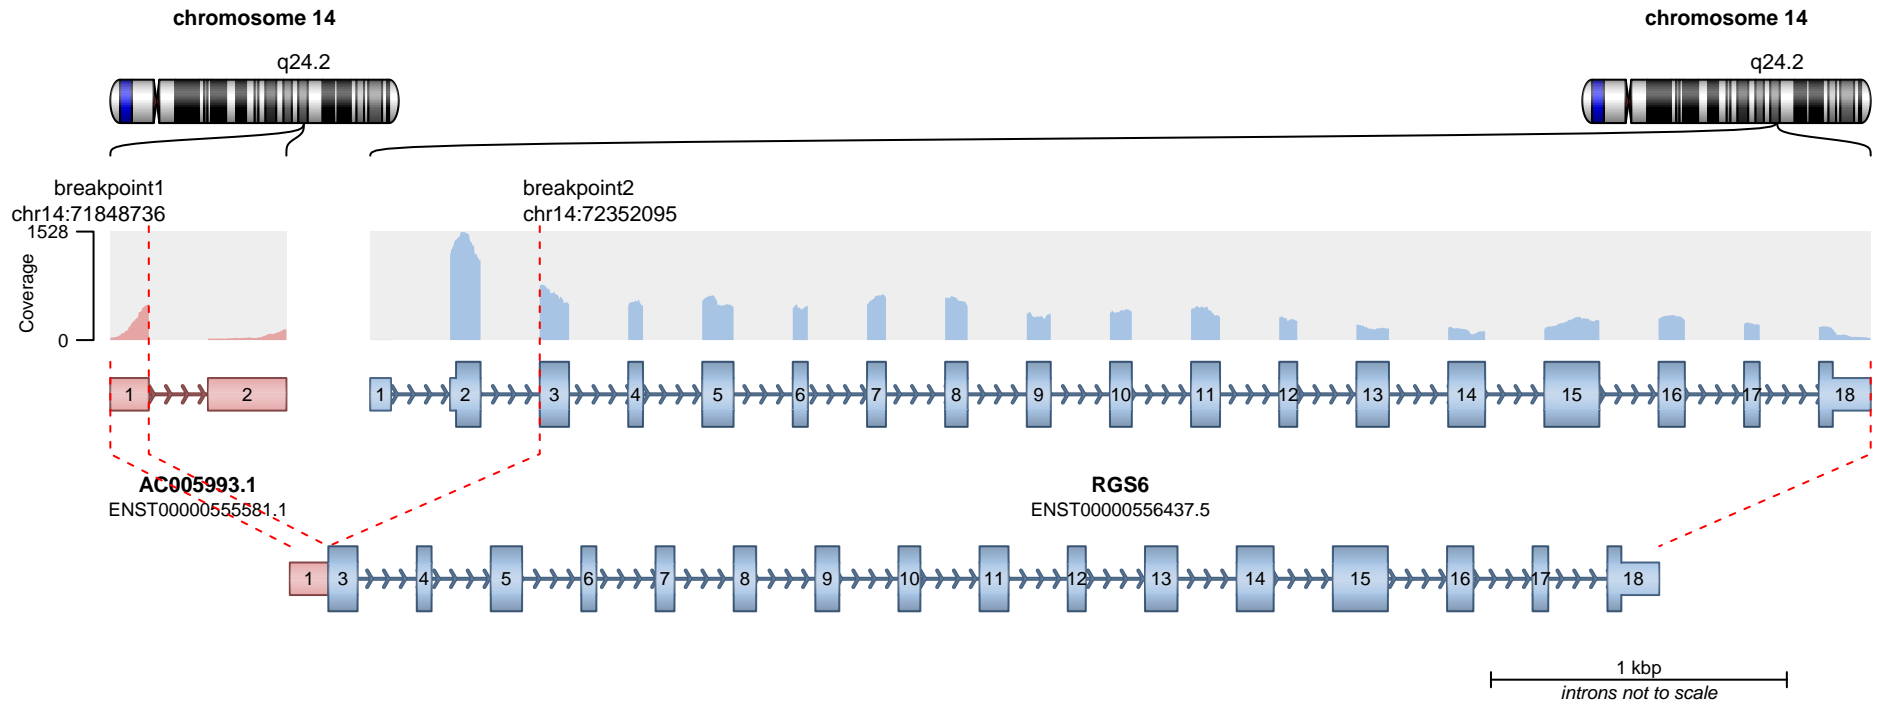 chromosome 14
chromosome 14
q24.2
q24.2
breakpoint1
chr14:71848736
breakpoint2
chr14:72352095
1528
Coverage
0
1 2
1 2 3 4 5 6 7 8 9 10 11 12 13 14 15 16 17 18
AC005993.1
ENST00000555581.1
RGS6
ENST00000556437.5
1 3 4 5 6 7 8 9 10 11 12 13 14 15 16 17 18
1 kbp
introns not to scale